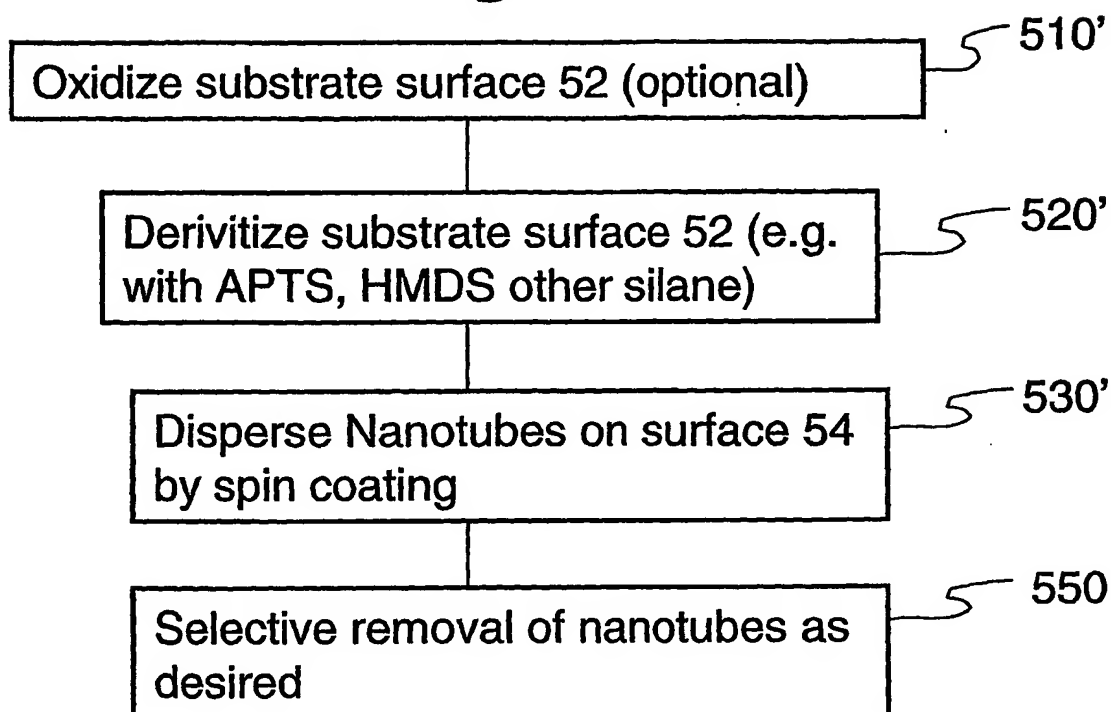 510'
Oxidize substrate surface 52 (optional)
520'
Derivitize substrate surface 52 (e.g.
with APTS, HMDS other silane)
530'
Disperse Nanotubes on surface 54
by spin coating
550
Selective removal of nanotubes as
desired